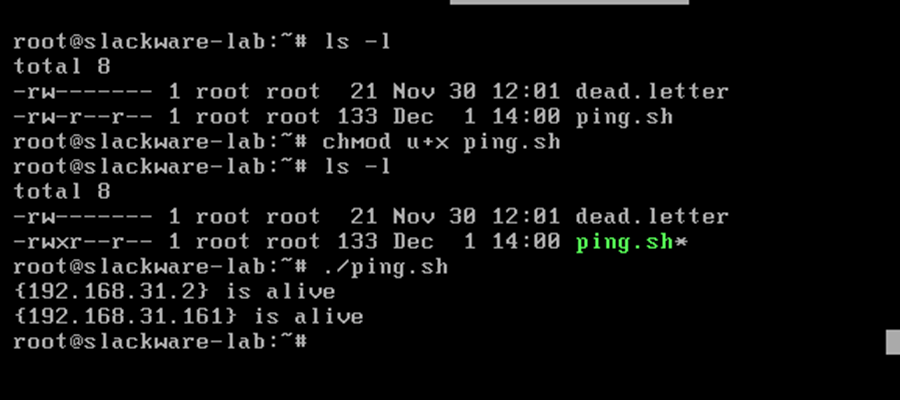 root@slackware-lab:~# ls -l
total 8
-rw------- 1 root root  21 Nov 30 12:01 dead.letter
-rw-r--r-- 1 root root 133 Dec  1 14:00 ping.sh
root@slackware-lab:~# chmod u+x ping.sh
root@slackware-lab:~# ls -l
total 8
-rw------- 1 root root  21 Nov 30 12:01 dead.letter
-rwxr--r-- 1 root root 133 Dec  1 14:00 ping.sh*
root@slackware-lab:~# ./ping.sh
{192.168.31.2} is alive
{192.168.31.161} is alive
root@slackware-lab:~#